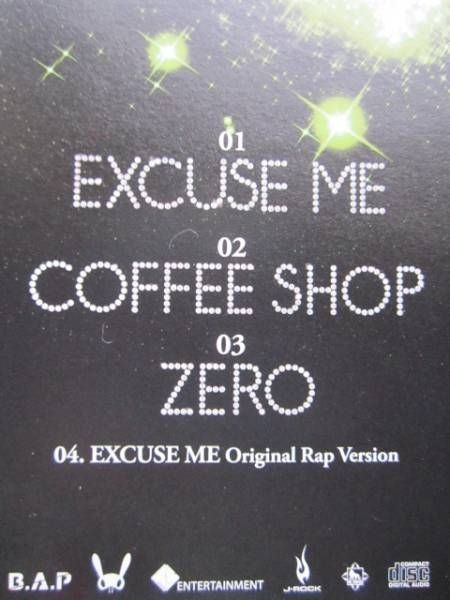 01
EXCUSE ME
02
COFFEE SHOP
03
ZERO
04. EXCUSE ME Original Rap Version
B.A.P
ENTERTAINMENT
J-ROCK
COMPACT
disc
DIGITAL AUDIO